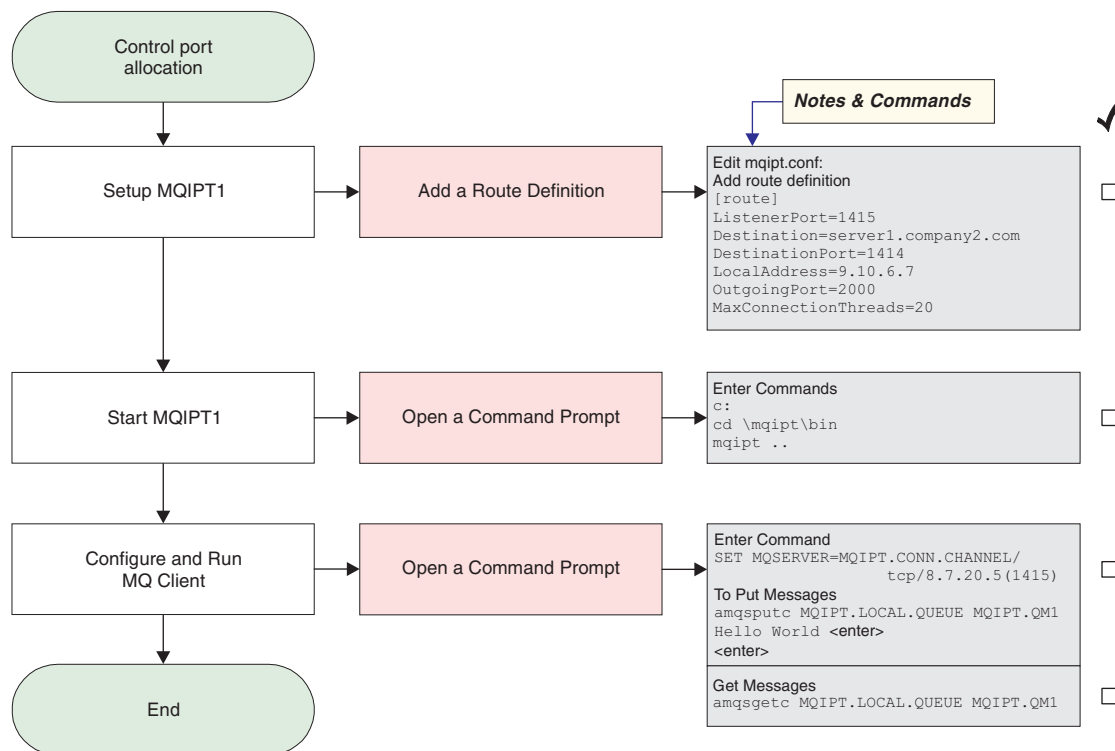 Control port
allocation
Notes & Commands
Setup MQIPT1
Add a Route Definition
Edit mqipt.conf:
Add route definition
[route]
ListenerPort=1415
Destination=server1.company2.com
DestinationPort=1414
LocalAddress=9.10.6.7
OutgoingPort=2000
MaxConnectionThreads=20
Start MQIPT1
Open a Command Prompt
Enter Commands
c:
cd \mqipt\bin
mqipt ..
Configure and Run
MQ Client
Open a Command Prompt
Enter Command
SET MQSERVER=MQIPT.CONN.CHANNEL/
tcp/8.7.20.5(1415)
To Put Messages
amqsputc MQIPT.LOCAL.QUEUE MQIPT.QM1
Hello World <enter>
<enter>
Get Messages
amqsgetc MQIPT.LOCAL.QUEUE MQIPT.QM1
End